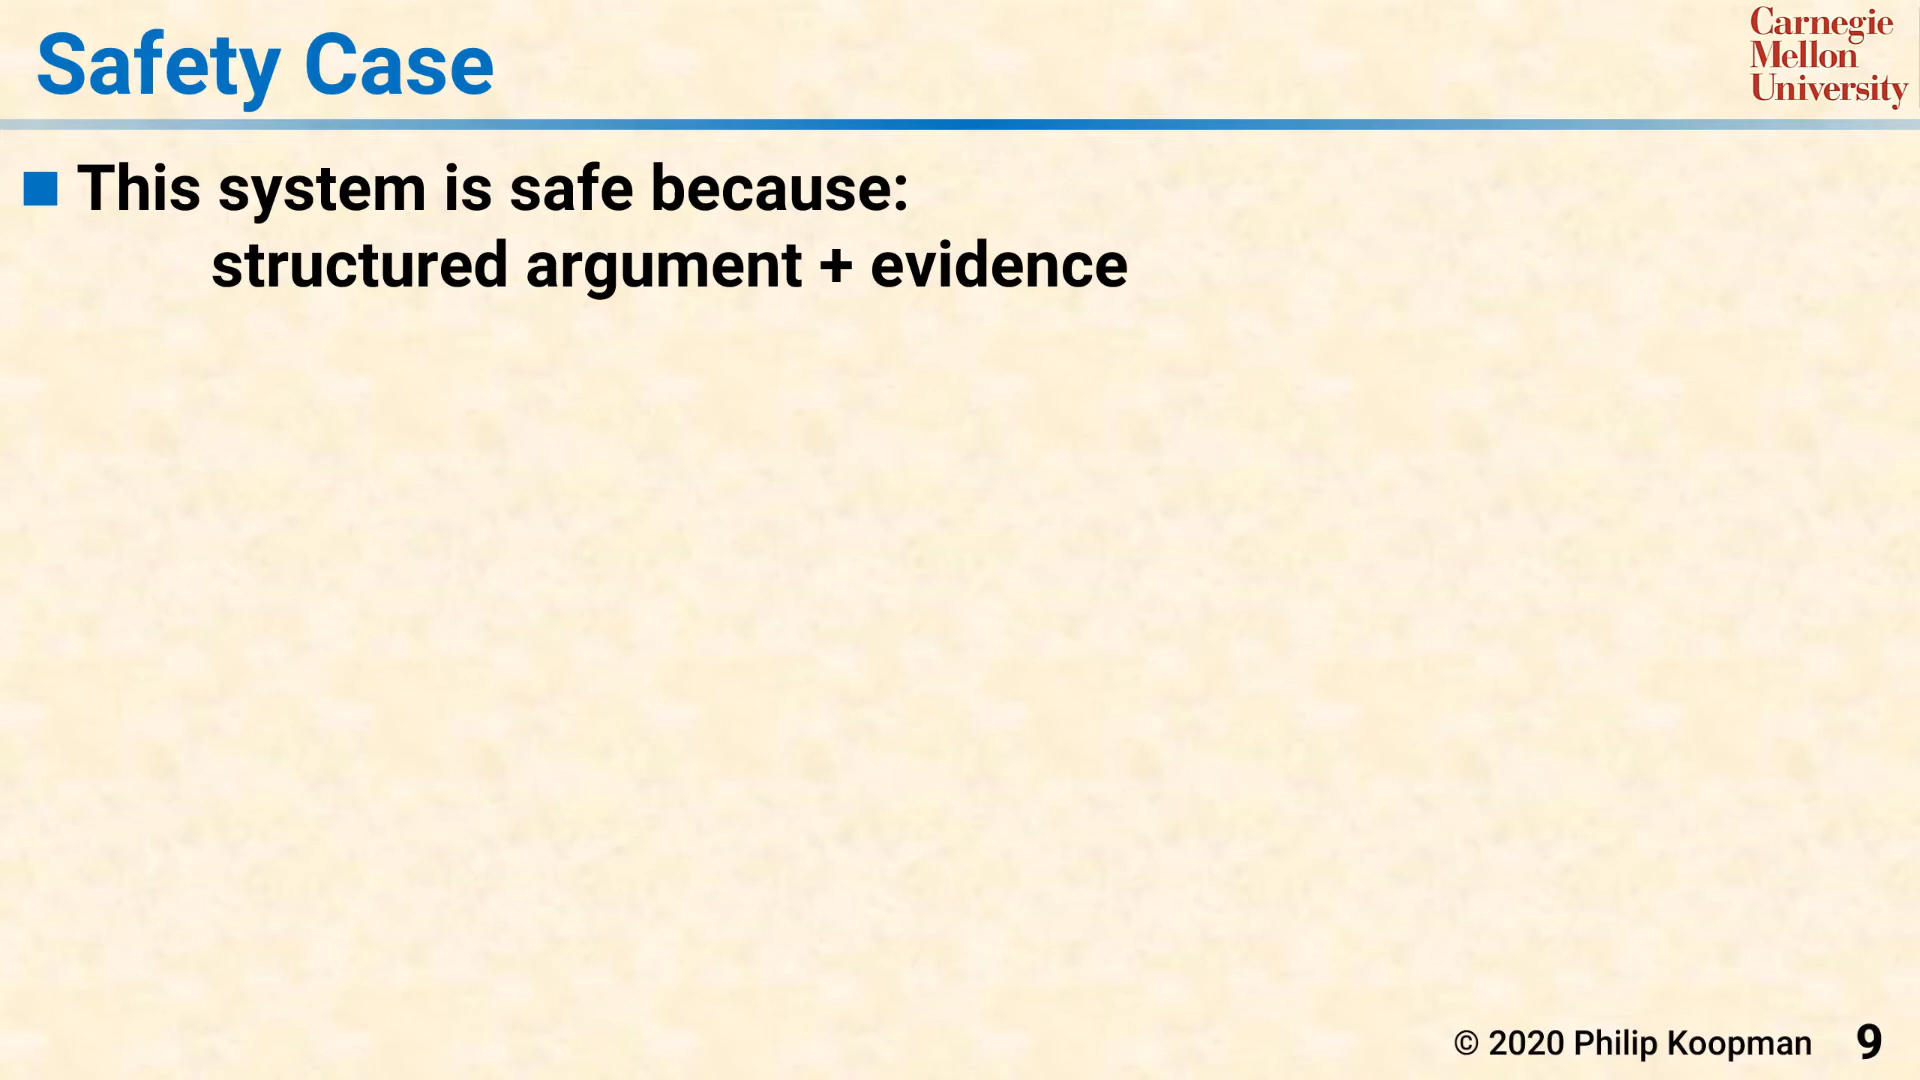 Safety Case
Carnegie
Mellon
University
This system is safe because:
structured argument + evidence
© 2020 Philip Koopman 9